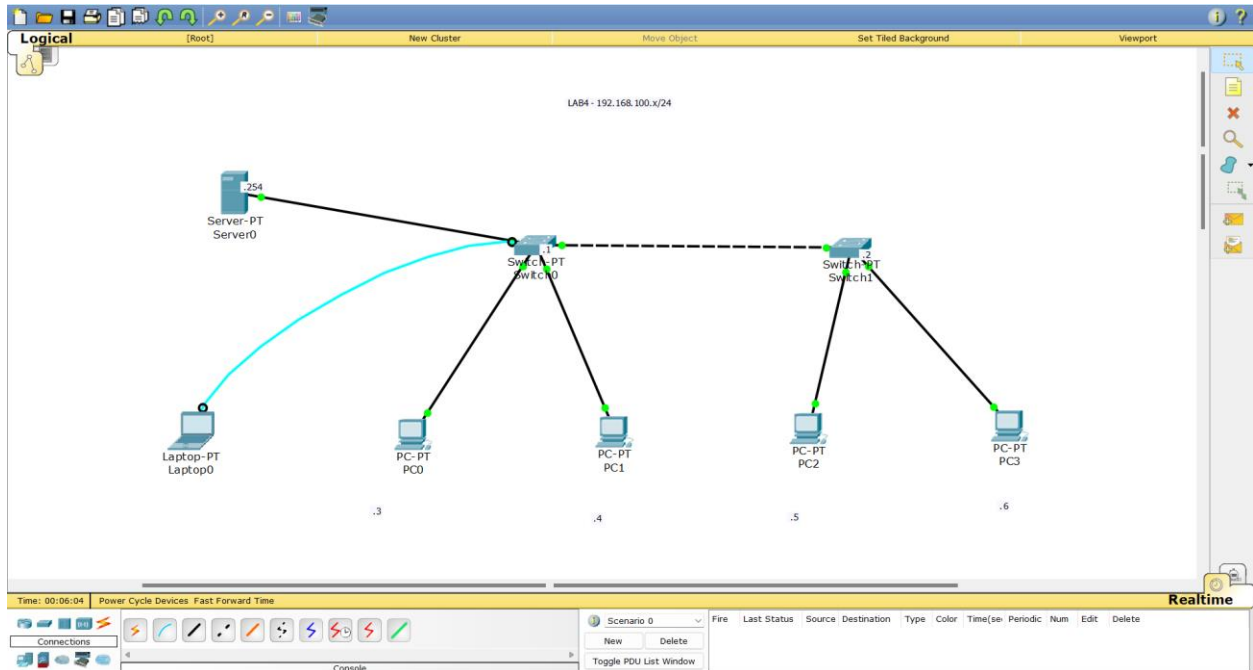 Logical
[Root]
New Cluster
Move Object
Set Tiled Background
Viewport
LAB4 - 192.168.100.x/24
.254
Server-PT
Server0
.1
Switch-PT
Switch0
.2
Switch-PT
Switch1
Laptop-PT
Laptop0
PC-PT
PC0
PC-PT
PC1
PC-PT
PC2
PC-PT
PC3
.3
.4
.5
.6
Time: 00:06:04
Power Cycle Devices Fast Forward Time
Realtime
Connections
Console
Scenario 0
New
Delete
Toggle PDU List Window
Fire Last Status Source Destination Type Color Time(se Periodic Num Edit Delete